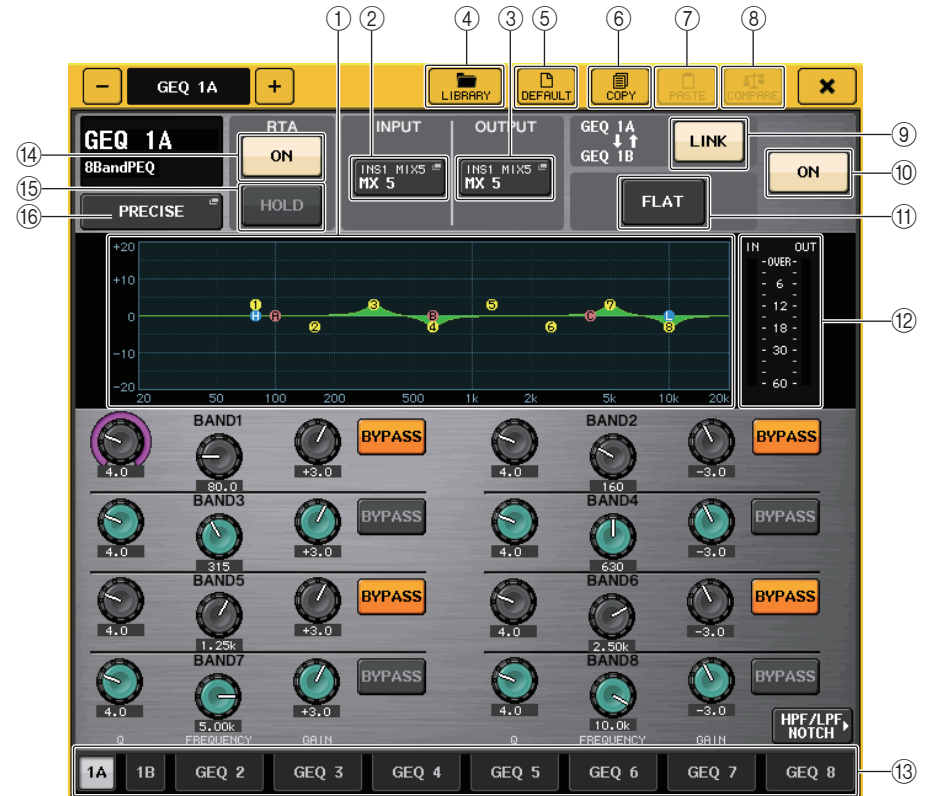 ① ② ④ ③ ⑤ ⑥ ⑦ ⑧
− GEQ 1A +
LIBRARY DEFAULT COPY PASTE COMPARE ×
GEQ 1A
8BandPEQ
RTA
ON
HOLD
INPUT
INS1 MIX5
MX 5
OUTPUT
INS1 MIX5
MX 5
GEQ 1A
↓↑
GEQ 1B
LINK
ON
FLAT
PRECISE
⑨
⑩
⑪
⑭
⑮
⑯
+20
+10
0
−10
−20
20 50 100 200 500 1k 2k 5k 10k 20k
1 H A 2 3 B 4 5 6 C 7 L 8
IN OUT
-OVER-
- 6 -
- 12 -
- 18 -
- 30 -
- 60 -
⑫
BAND1
4.0 80.0 +3.0 BYPASS
BAND2
4.0 160 −3.0 BYPASS
BAND3
4.0 315 +3.0 BYPASS
BAND4
4.0 630 −3.0 BYPASS
BAND5
4.0 1.25k +3.0 BYPASS
BAND6
4.0 2.50k −3.0 BYPASS
BAND7
4.0 5.00k +3.0 BYPASS
BAND8
4.0 10.0k −3.0 BYPASS
Q FREQUENCY GAIN Q FREQUENCY GAIN
HPF/LPF
NOTCH
1A 1B GEQ 2 GEQ 3 GEQ 4 GEQ 5 GEQ 6 GEQ 7 GEQ 8
⑬